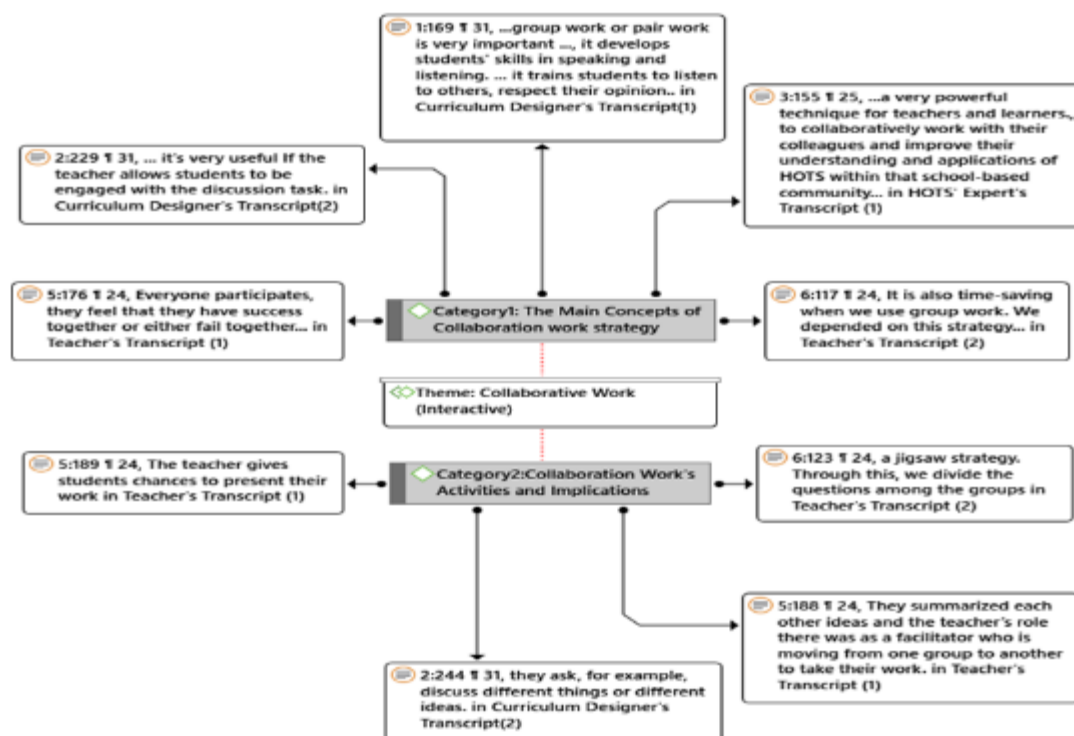 1:169 ¶ 31, ...group work or pair work
is very important ..., it develops
students' skills in speaking and
listening. ... it trains students to listen
to others, respect their opinion.. in
Curriculum Designer's Transcript(1)
3:155 ¶ 25, ...a very powerful
technique for teachers and learners.,
to collaboratively work with their
colleagues and improve their
understanding and applications of
HOTS within that school-based
community... in HOTS' Expert's
Transcript (1)
2:229 ¶ 31, ... it's very useful If the
teacher allows students to be
engaged with the discussion task. in
Curriculum Designer's Transcript(2)
5:176 ¶ 24, Everyone participates,
they feel that they have success
together or either fail together... in
Teacher's Transcript (1)
Category1: The Main Concepts of
Collaboration work strategy
6:117 ¶ 24, It is also time-saving
when we use group work. We
depended on this strategy... in
Teacher's Transcript (2)
Theme: Collaborative Work
(Interactive)
5:189 ¶ 24, The teacher gives
students chances to present their
work in Teacher's Transcript (1)
Category2:Collaboration Work's
Activities and Implications
6:123 ¶ 24, a jigsaw strategy.
Through this, we divide the
questions among the groups in
Teacher's Transcript (2)
5:188 ¶ 24, They summarized each
other ideas and the teacher's role
there was as a facilitator who is
moving from one group to another
to take their work. in Teacher's
Transcript (1)
2:244 ¶ 31, they ask, for example,
discuss different things or different
ideas. in Curriculum Designer's
Transcript(2)